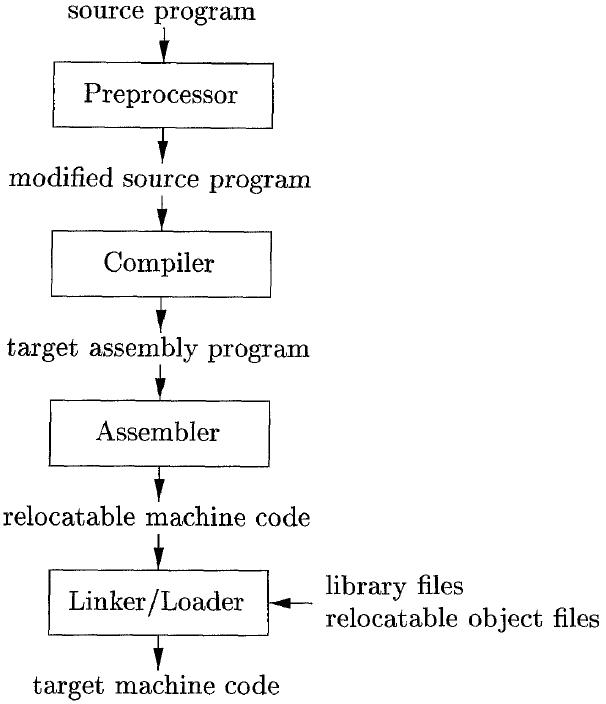 source program
Preprocessor
modified source program
Compiler
target assembly program
Assembler
relocatable machine code
Linker/Loader
library files
relocatable object files
target machine code